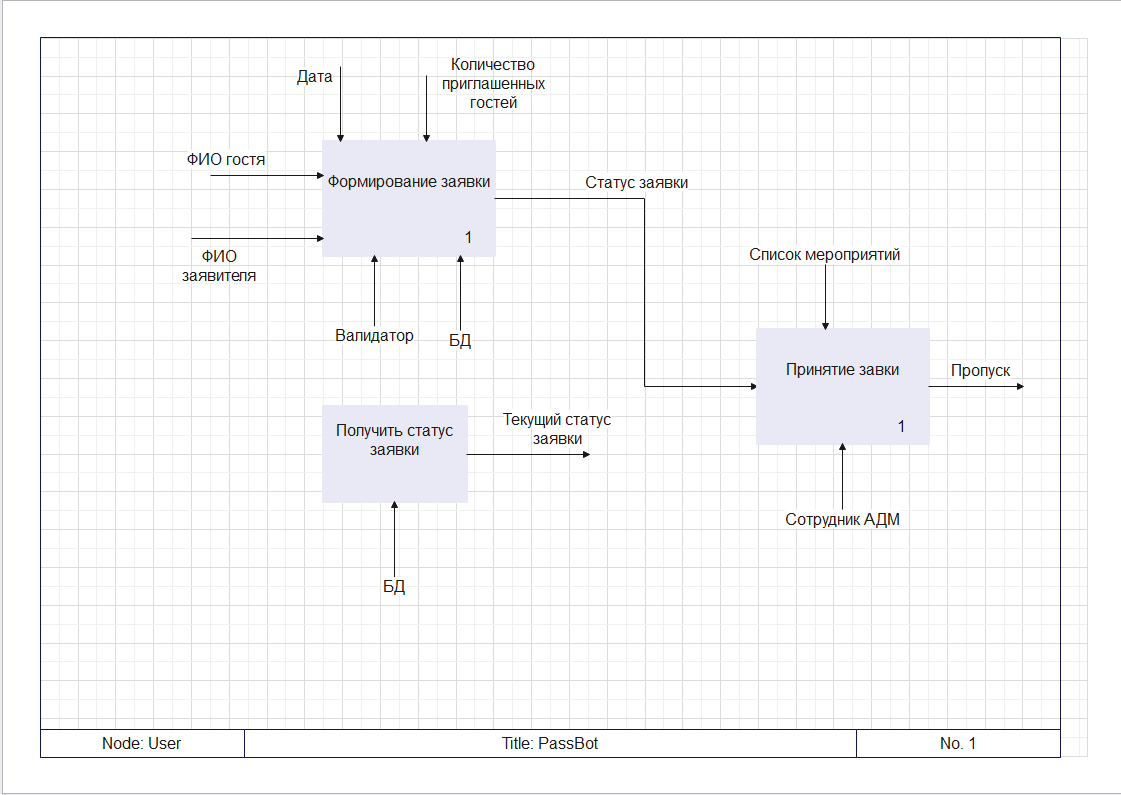 Дата
Количество
приглашенных
гостей
ФИО гостя
Формирование заявки
1
ФИО
заявителя
Статус заявки
Валидатор
БД
Список мероприятий
Принятие завки
1
Пропуск
Сотрудник АДМ
Получить статус
заявки
Текущий статус
заявки
БД
Node: User
Title: PassBot
No. 1